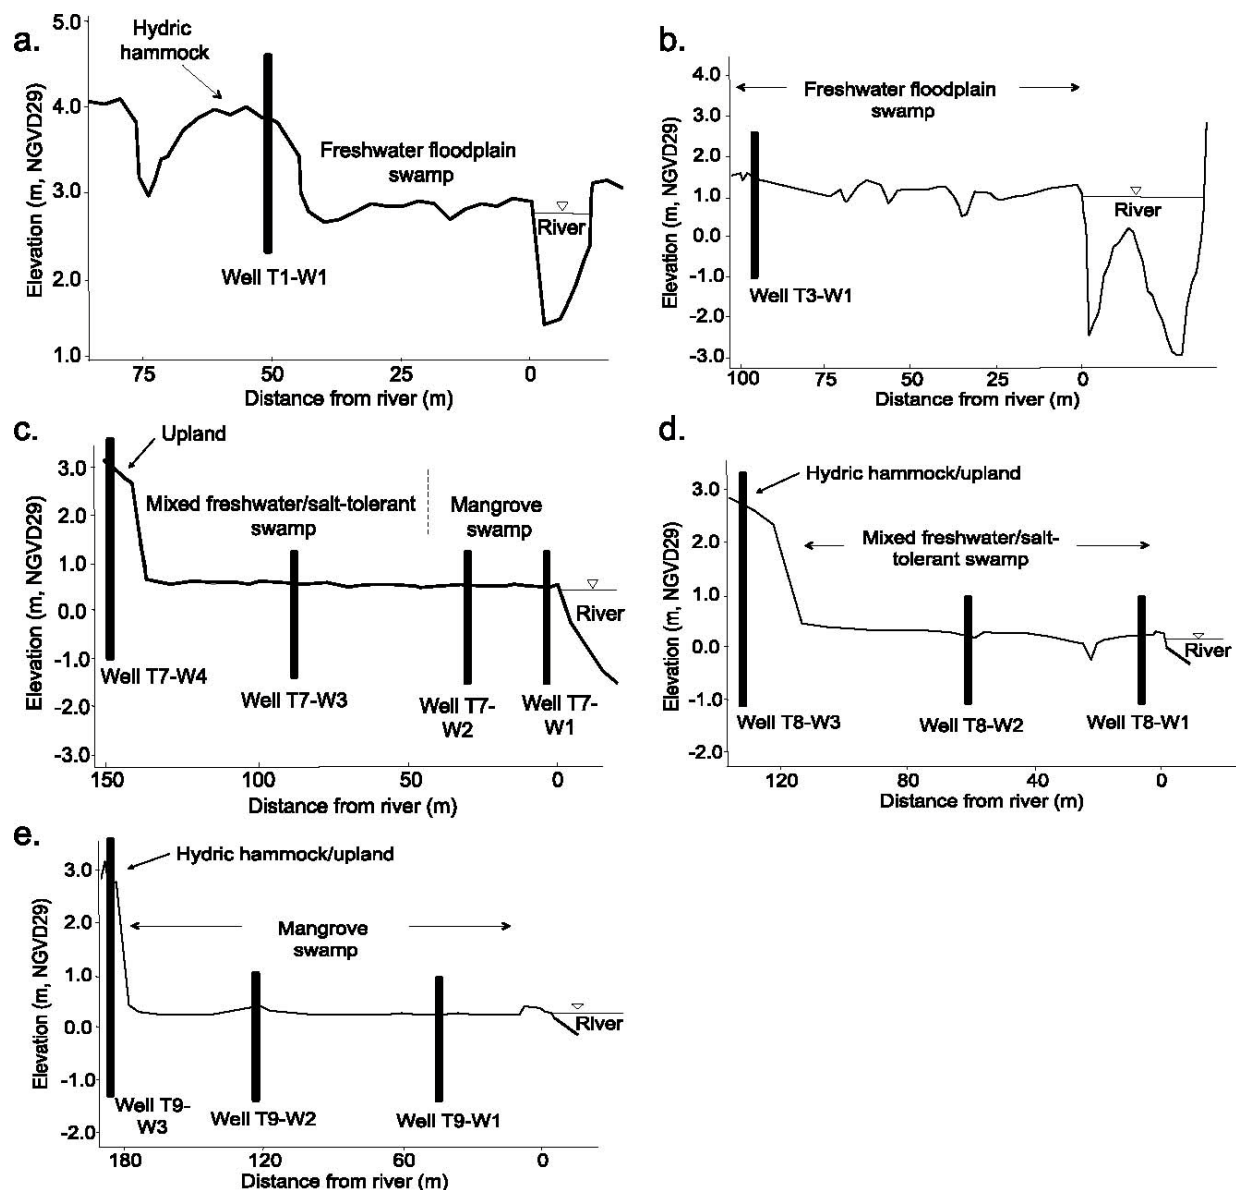 a.
5.0
4.0
3.0
2.0
1.0
Elevation (m, NGVD29)
Hydric
hammock
Freshwater floodplain
swamp
River
Well T1-W1
75
50
25
0
Distance from river (m)
b.
4.0
3.0
2.0
1.0
0.0
-1.0
-2.0
-3.0
Elevation (m, NGVD29)
Freshwater floodplain
swamp
River
Well T3-W1
100
75
50
25
0
Distance from river (m)
c.
3.0
2.0
1.0
0.0
-1.0
-2.0
-3.0
Elevation (m, NGVD29)
Upland
Mixed freshwater/salt-tolerant
swamp
Mangrove
swamp
River
Well T7-W4
Well T7-W3
Well T7-
W2
Well T7-
W1
150
100
50
0
Distance from river (m)
d.
3.0
2.0
1.0
0.0
-1.0
-2.0
Elevation (m, NGVD29)
Hydric hammock/upland
Mixed freshwater/salt-
tolerant swamp
River
Well T8-W3
Well T8-W2
Well T8-W1
120
80
40
0
Distance from river (m)
e.
3.0
2.0
1.0
0.0
-1.0
-2.0
Elevation (m, NGVD29)
Hydric hammock/upland
Mangrove
swamp
River
Well T9-
W3
Well T9-W2
Well T9-W1
180
120
60
0
Distance from river (m)